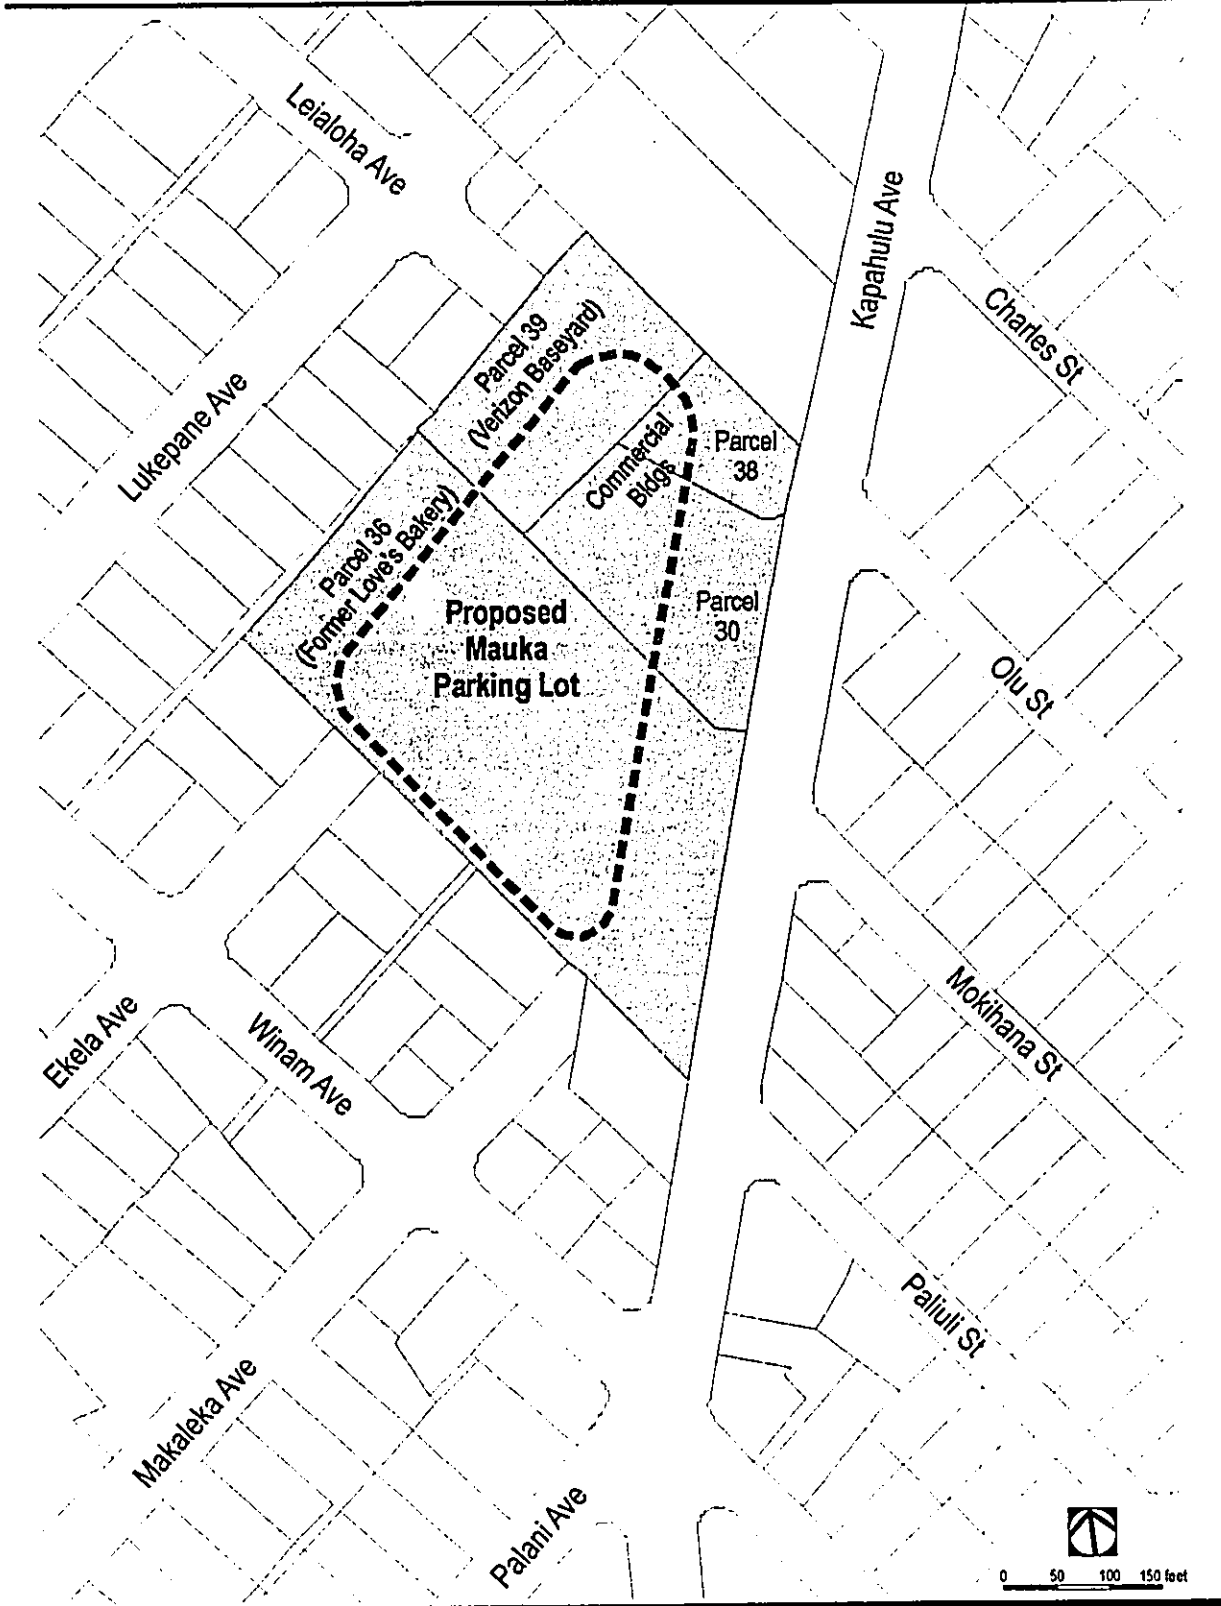 Leialoha Ave
Kapahulu Ave
Charles St
Parcel 39
(Verizon Baseyard)
Lukepane Ave
Commercial
Bldgs
Parcel
38
Parcel 36
(Former Love's Bakery)
Proposed
Mauka
Parking Lot
Parcel
30
Olu St
Mokihana St
Ekela Ave
Winam Ave
Paliuli St
Makaleka Ave
Palani Ave
0 50 100 150 feet